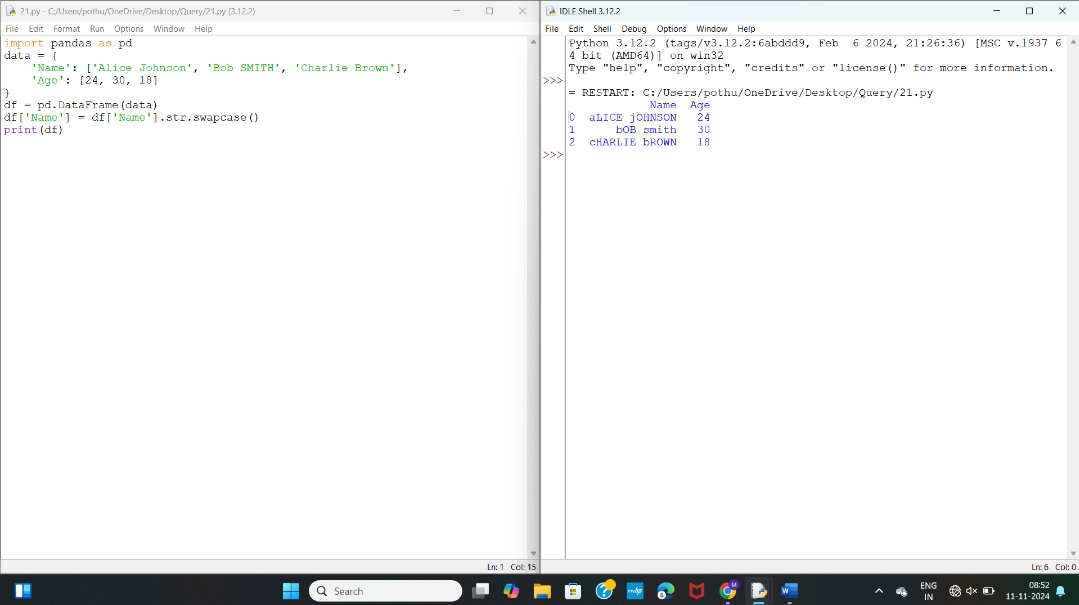 21.py - C:/Users/pothu/OneDrive/Desktop/Query/21.py (3.12.2)
File Edit Format Run Options Window Help
import pandas as pd
data = {
    'Name': ['Alice Johnson', 'Bob SMITH', 'Charlie Brown'],
    'Age': [24, 30, 18]
}
df = pd.DataFrame(data)
df['Name'] = df['Name'].str.swapcase()
print(df)
Ln: 1 Col: 15
IDLE Shell 3.12.2
File Edit Shell Debug Options Window Help
Python 3.12.2 (tags/v3.12.2:6abddd9, Feb  6 2024, 21:26:36) [MSC v.1937 6
4 bit (AMD64)] on win32
Type "help", "copyright", "credits" or "license()" for more information.
>>>
= RESTART: C:/Users/pothu/OneDrive/Desktop/Query/21.py
            Name  Age
0  aLICE jOHNSON   24
1      bOB smith   30
2  cHARLIE bROWN   18
>>>
Ln: 6 Col: 0
Search
ENG
IN
08:52
11-11-2024